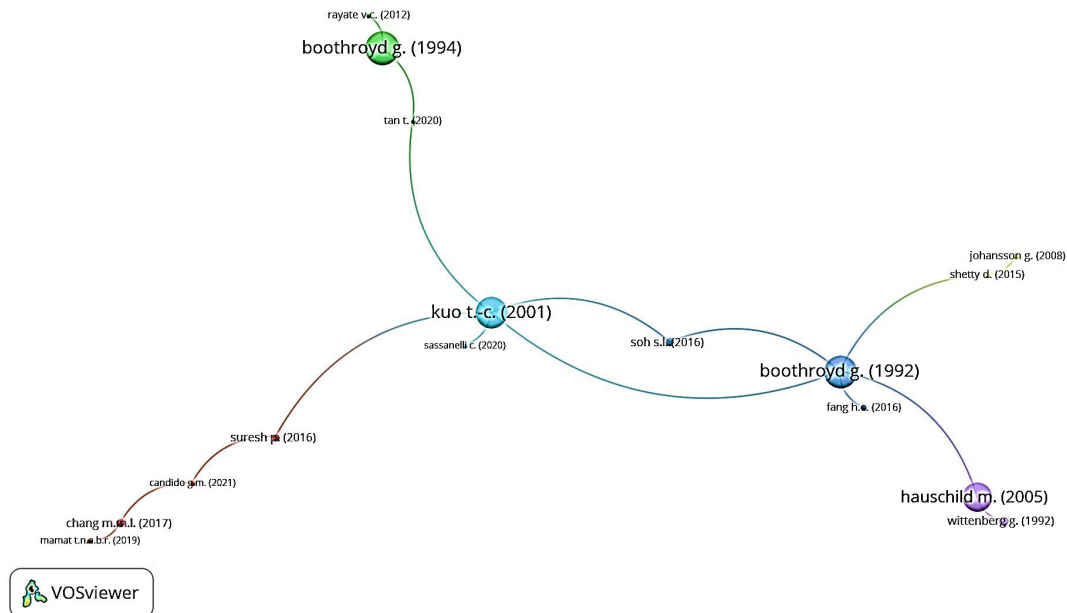 rayate v.c. (2012)
boothroyd g. (1994)
tan t. (2020)
johansson g. (2008)
shetty d. (2015)
kuo t.-c. (2001)
sassanelli c. (2020)
soh s.l. (2016)
boothroyd g. (1992)
fang h.c. (2016)
suresh p. (2016)
candido g.m. (2021)
hauschild m. (2005)
wittenberg g. (1992)
chang m.m.l. (2017)
mamat t.n.a.b.r. (2019)
VOSviewer